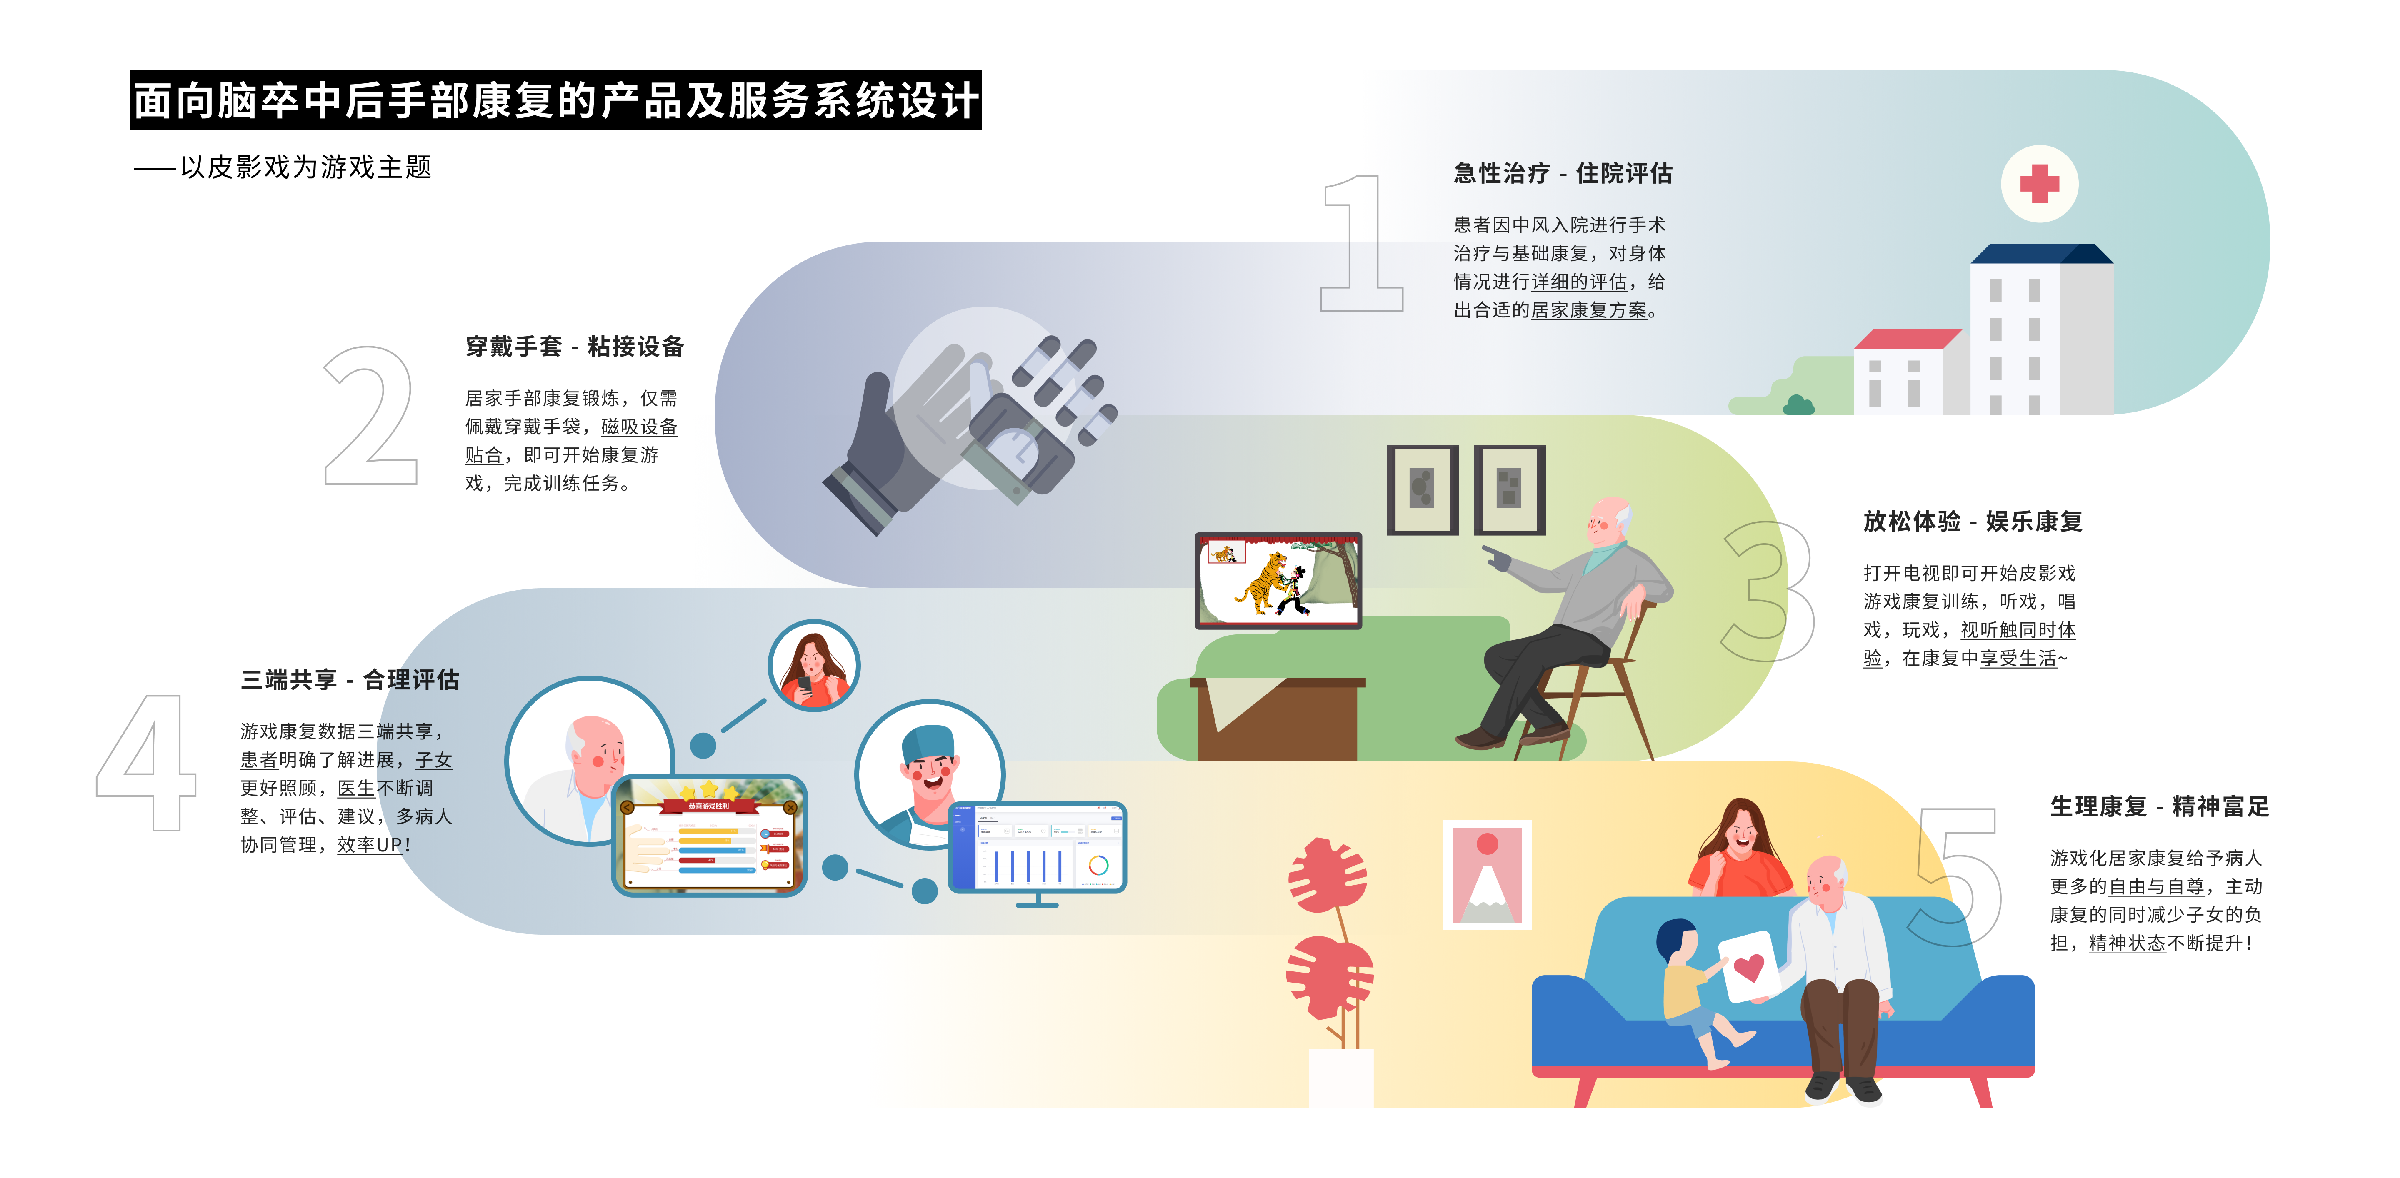 面向脑卒中后手部康复的产品及服务系统设计
——以皮影戏为游戏主题
1
急性治疗 - 住院评估
患者因中风入院进行手术
治疗与基础康复，对身体
情况进行详细的评估，给
出合适的居家康复方案。
2
穿戴手套 - 粘接设备
居家手部康复锻炼，仅需
佩戴穿戴手袋，磁吸设备
贴合，即可开始康复游
戏，完成训练任务。
3
放松体验 - 娱乐康复
打开电视即可开始皮影戏
游戏康复训练，听戏，唱
戏，玩戏，视听触同时体
验，在康复中享受生活~
4
三端共享 - 合理评估
游戏康复数据三端共享，
患者明确了解进展，子女
更好照顾，医生不断调
整、评估、建议，多病人
协同管理，效率UP！
恭喜游戏胜利
5
生理康复 - 精神富足
游戏化居家康复给予病人
更多的自由与自尊，主动
康复的同时减少子女的负
担，精神状态不断提升！